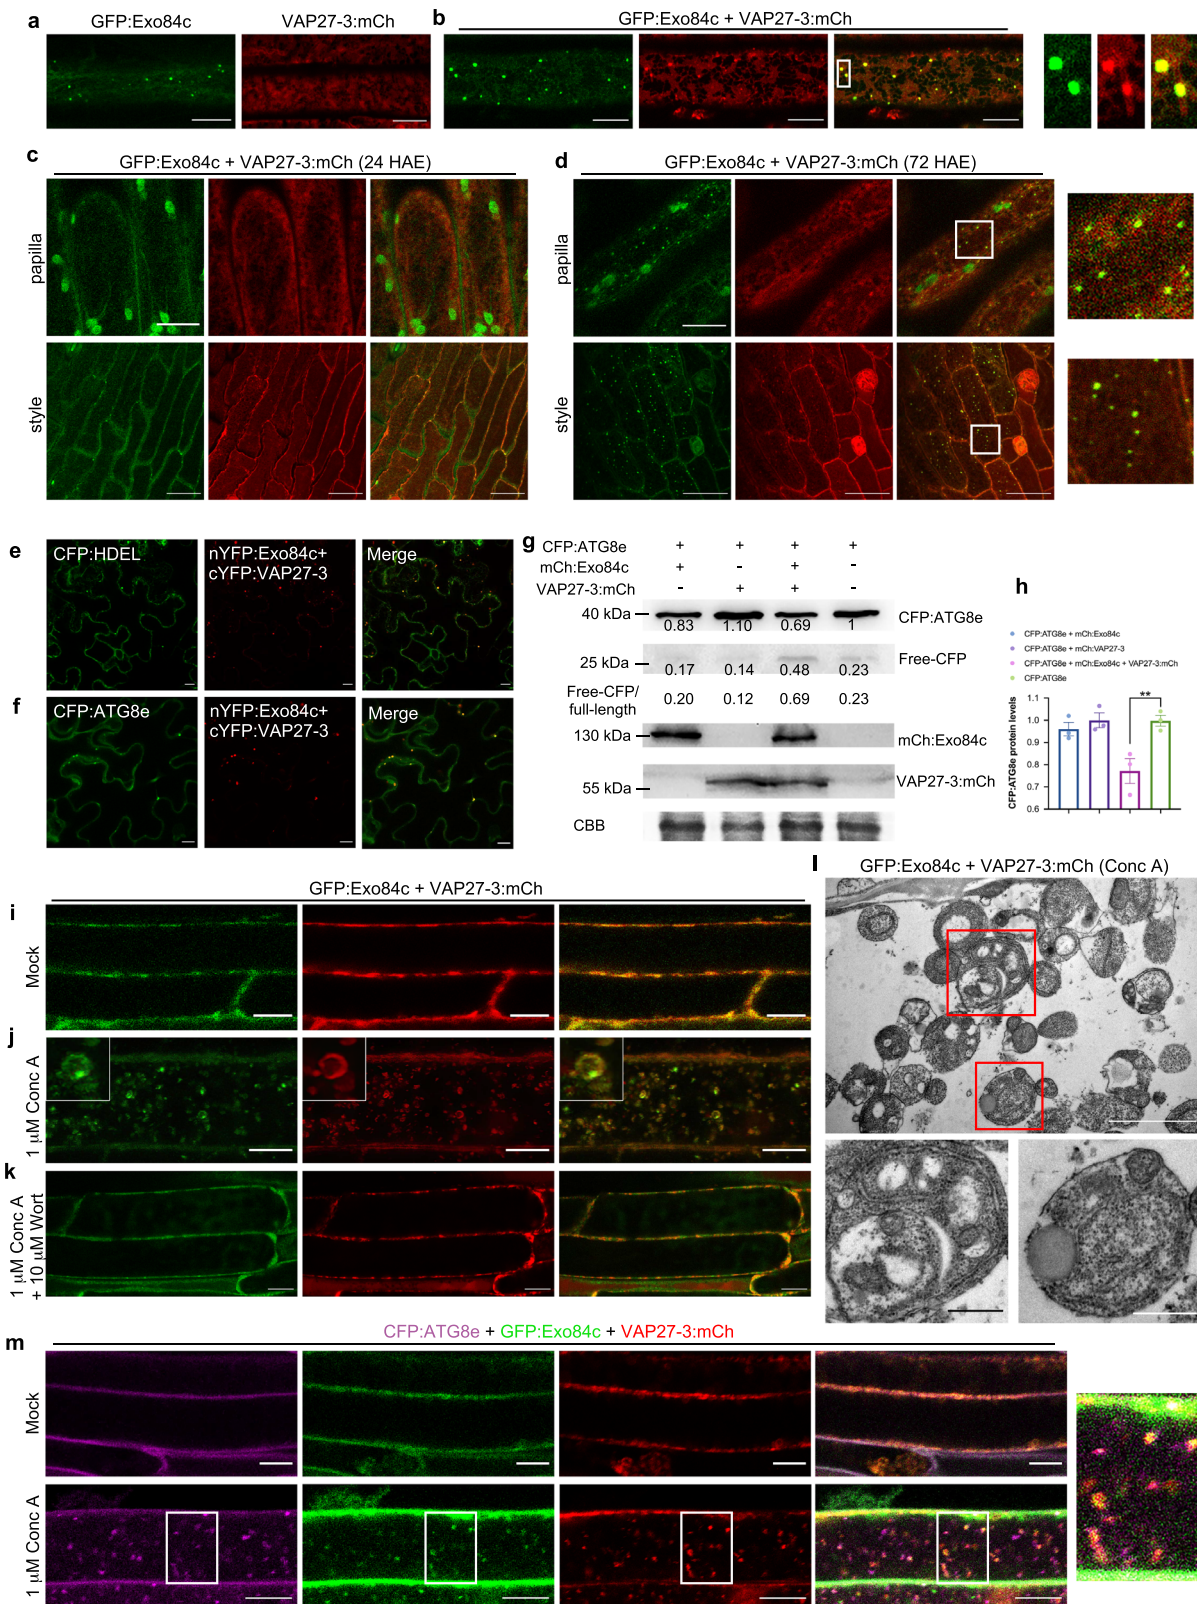 a
GFP:Exo84c
VAP27-3:mCh
b
GFP:Exo84c + VAP27-3:mCh
c
GFP:Exo84c + VAP27-3:mCh (24 HAE)
papilla
style
d
GFP:Exo84c + VAP27-3:mCh (72 HAE)
papilla
style
e
CFP:HDEL
nYFP:Exo84c+
cYFP:VAP27-3
Merge
f
CFP:ATG8e
nYFP:Exo84c+
cYFP:VAP27-3
Merge
g
CFP:ATG8e + + + +
mCh:Exo84c + - + -
VAP27-3:mCh - + + -
40 kDa
CFP:ATG8e
0.83 1.10 0.69 1
25 kDa
Free-CFP
0.17 0.14 0.48 0.23
Free-CFP/
full-length
0.20 0.12 0.69 0.23
130 kDa
mCh:Exo84c
55 kDa
VAP27-3:mCh
CBB
h
CFP:ATG8e + mCh:Exo84c
CFP:ATG8e + mCh:VAP27-3
CFP:ATG8e + mCh:Exo84c + VAP27-3:mCh
CFP:ATG8e
CFP:ATG8e protein levels
1.1
1.0
0.9
0.8
0.7
0.6
**
GFP:Exo84c + VAP27-3:mCh
i
Mock
j
1 μM Conc A
k
1 μM Conc A
+ 10 μM Wort
l
GFP:Exo84c + VAP27-3:mCh (Conc A)
m
CFP:ATG8e + GFP:Exo84c + VAP27-3:mCh
Mock
1 μM Conc A